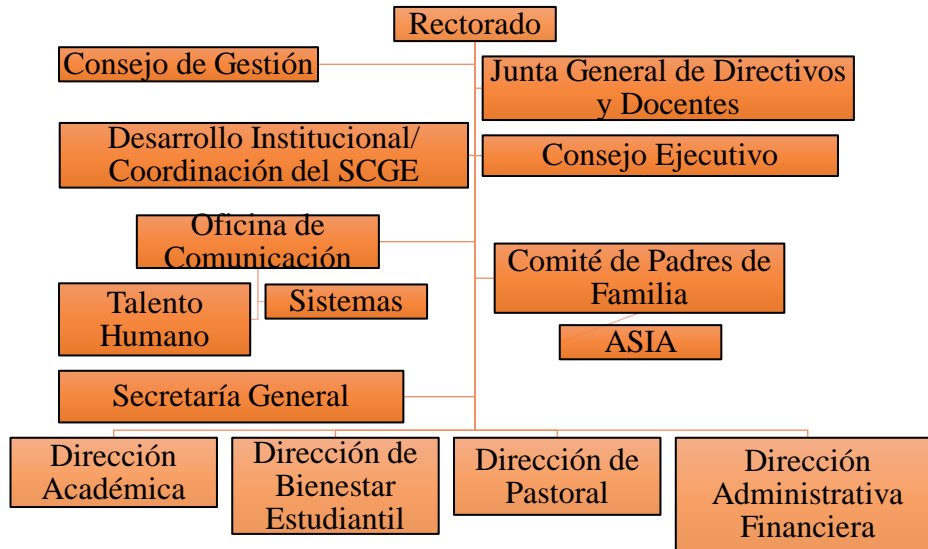 Rectorado
Consejo de Gestión
Junta General de Directivos
y Docentes
Desarrollo Institucional/
Coordinación del SCGE
Consejo Ejecutivo
Oficina de
Comunicación
Comité de Padres de
Familia
Talento
Humano
Sistemas
ASIA
Secretaría General
Dirección
Académica
Dirección de
Bienestar
Estudiantil
Dirección de
Pastoral
Dirección
Administrativa
Financiera